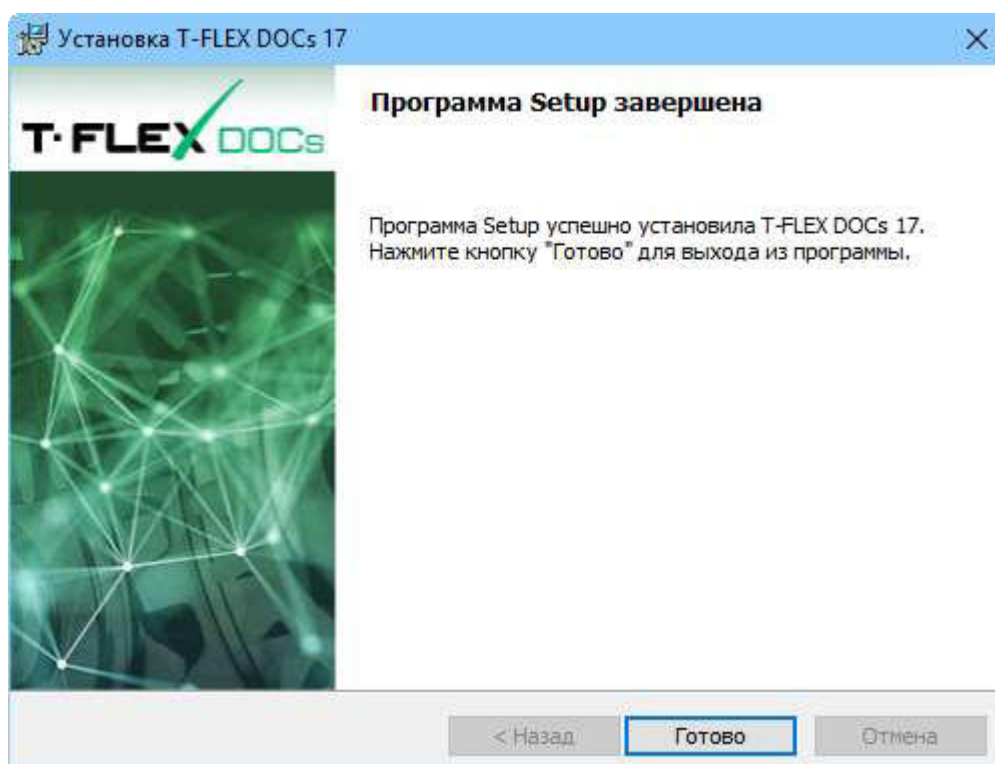 Установка T-FLEX DOCs 17
T-FLEX DOCs
Программа Setup завершена
Программа Setup успешно установила T-FLEX DOCs 17.
Нажмите кнопку "Готово" для выхода из программы.
< Назад
Готово
Отмена